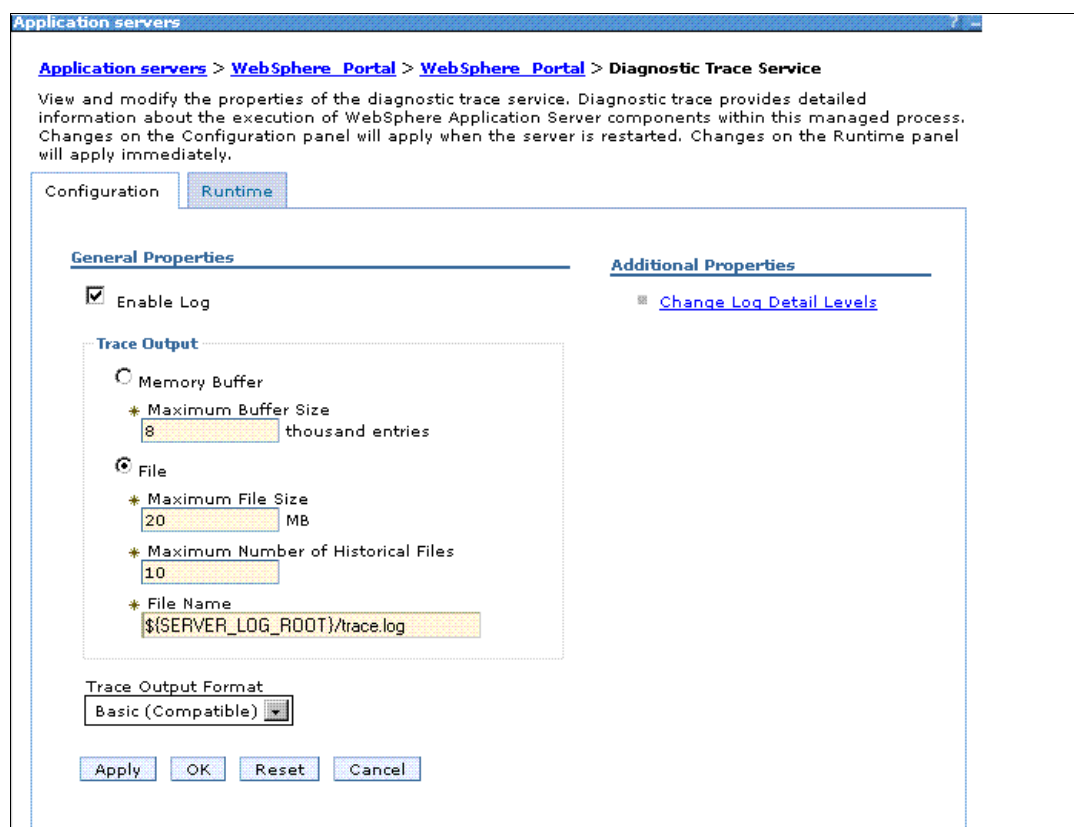 Application servers ? –
Application servers > WebSphere_Portal > WebSphere_Portal > Diagnostic Trace Service
View and modify the properties of the diagnostic trace service. Diagnostic trace provides detailed
information about the execution of WebSphere Application Server components within this managed process.
Changes on the Configuration panel will apply when the server is restarted. Changes on the Runtime panel
will apply immediately.
Configuration Runtime
General Properties
Additional Properties
Enable Log
Change Log Detail Levels
Trace Output
Memory Buffer
* Maximum Buffer Size
8 thousand entries
File
* Maximum File Size
20 MB
* Maximum Number of Historical Files
10
* File Name
${SERVER_LOG_ROOT}/trace.log
Trace Output Format
Basic (Compatible)
Apply OK Reset Cancel